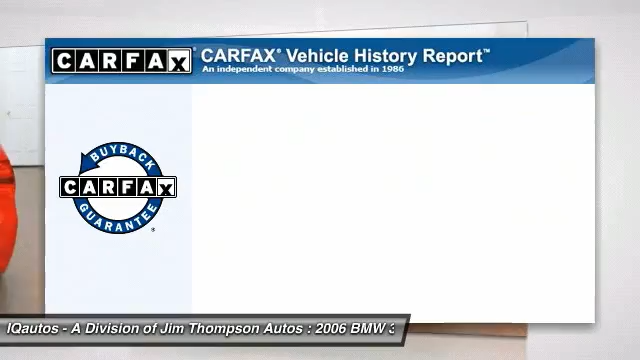 CARFAX® CARFAX® Vehicle History Report™
An independent company established in 1986
BUYBACK
CARFAX
GUARANTEE®
IQautos - A Division of Jim Thompson Autos : 2006 BMW 3